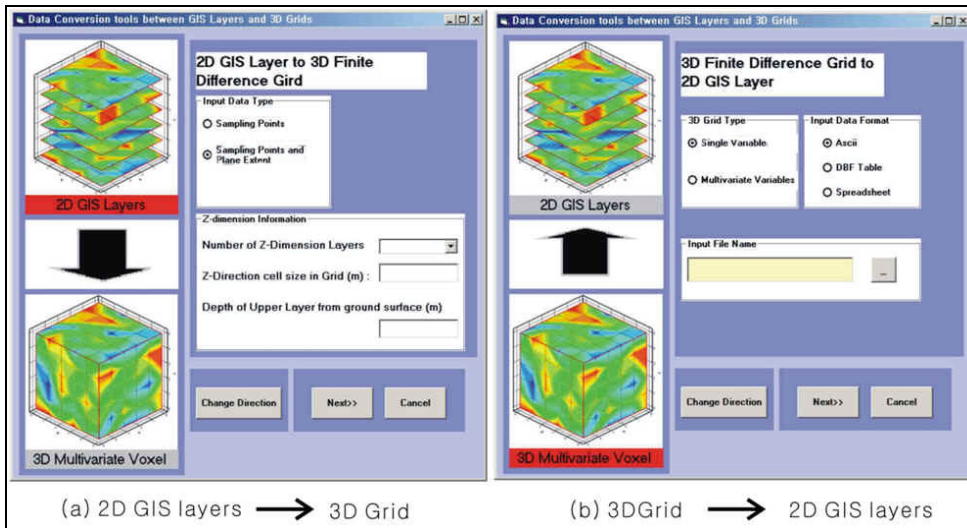 Data Conversion tools between GIS Layers and 3D Grids
2D GIS Layers
3D Multivariate Voxel
2D GIS Layer to 3D Finite
Difference Gird
Input Data Type
Sampling Points
Sampling Points and
Plane Extent
Z-dimension Information
Number of Z-Dimension Layers
Z-Direction cell size in Grid (m) :
Depth of Upper Layer from ground surface (m)
Change Direction
Next>>
Cancel
(a) 2D GIS layers → 3D Grid
Data Conversion tools between GIS Layers and 3D Grids
2D GIS Layers
3D Multivariate Voxel
3D Finite Difference Grid to
2D GIS Layer
3D Grid Type
Single Variable
Multivariate Variables
Input Data Format
Ascii
DBF Table
Spreadsheet
Input File Name
...
Change Direction
Next>>
Cancel
(b) 3DGrid → 2D GIS layers